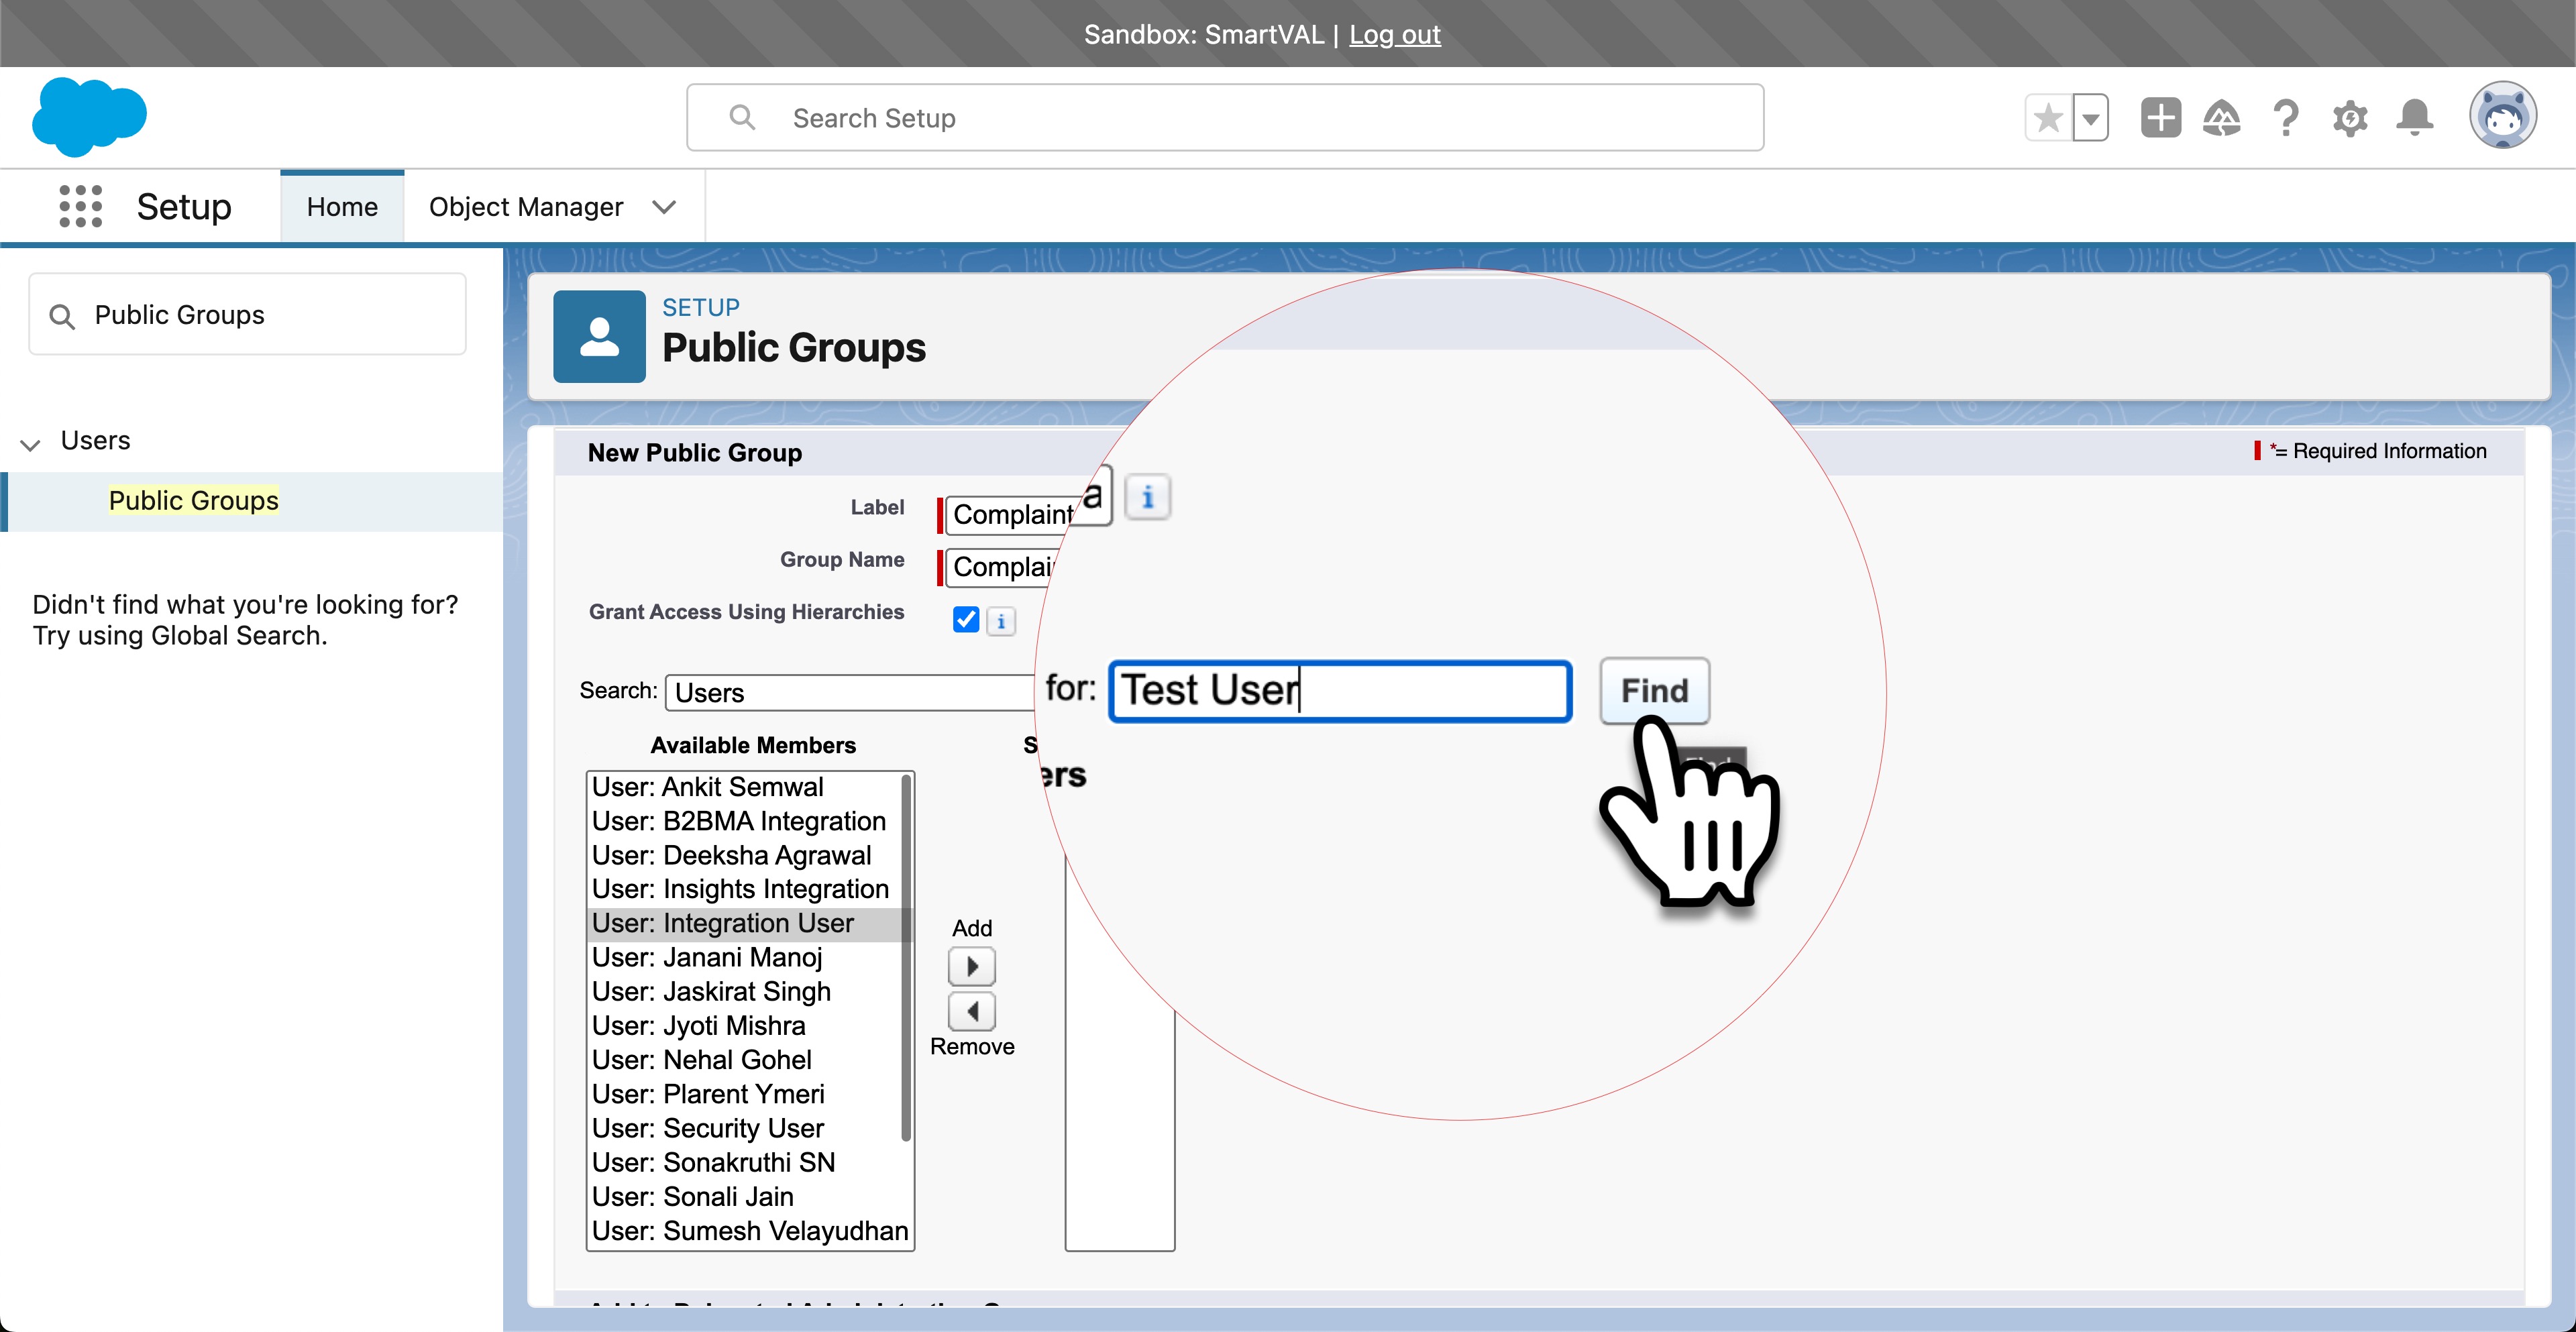 Sandbox: SmartVAL | Log out
Search Setup
Setup
Home
Object Manager
Public Groups
SETUP
Public Groups
Users
Public Groups
Didn't find what you're looking for?
Try using Global Search.
New Public Group
*= Required Information
Label
Complaint
a
Group Name
Grant Access Using Hierarchies
Search: Users
for: Test User
Find
Available Members
User: Ankit Semwal
User: B2BMA Integration
User: Deeksha Agrawal
User: Insights Integration
User: Integration User
User: Janani Manoj
User: Jaskirat Singh
User: Jyoti Mishra
User: Nehal Gohel
User: Plarent Ymeri
User: Security User
User: Sonakruthi SN
User: Sonali Jain
User: Sumesh Velayudhan
Add
Remove